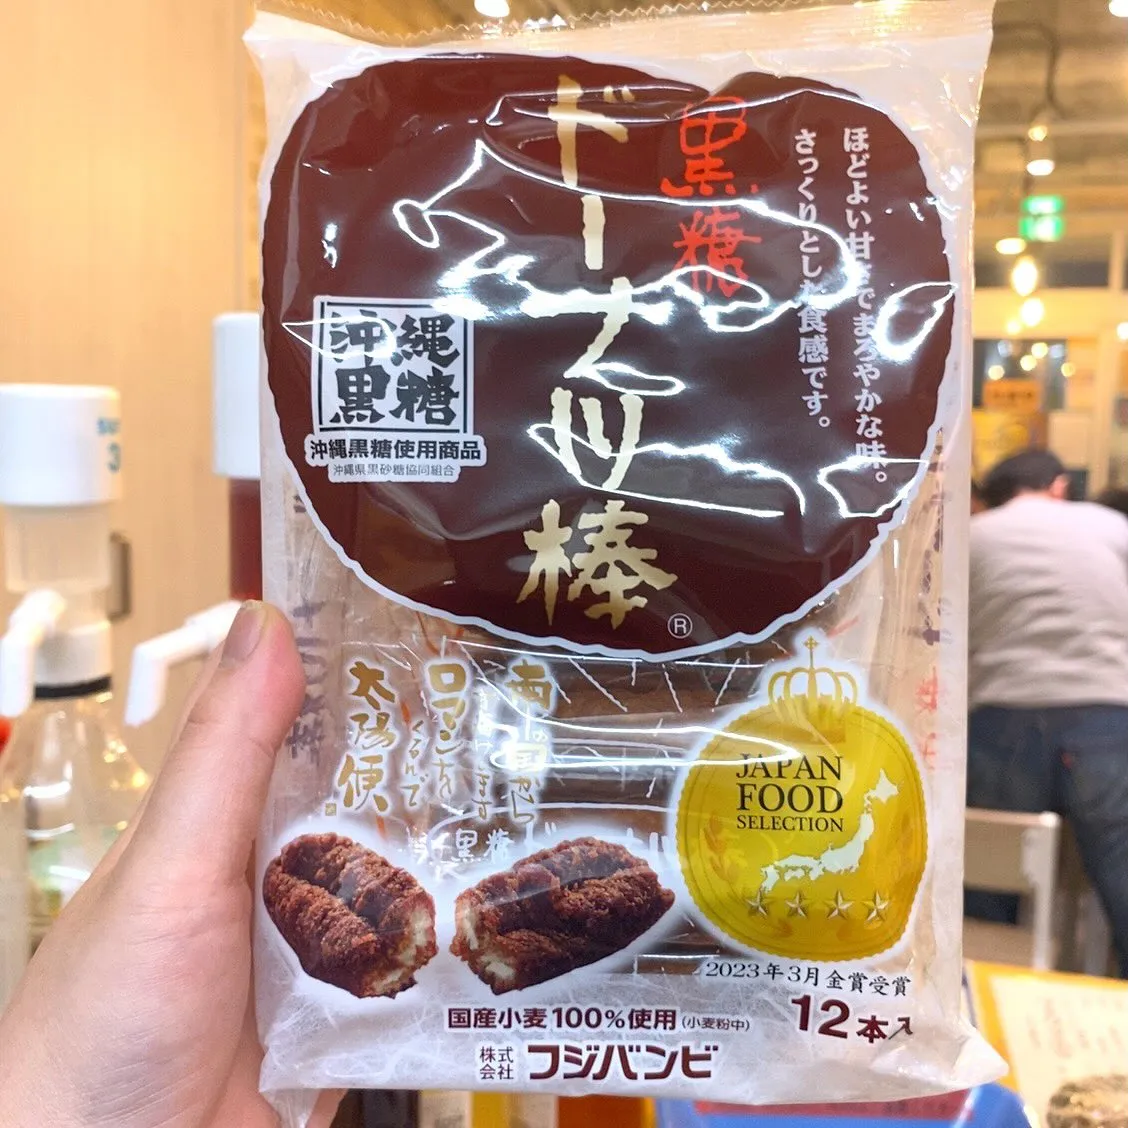 黒糖
ドーナツ棒
®
ほどよい甘さでまろやかな味。
さっくりとした食感です。
沖縄
黒糖
沖縄黒糖使用商品
沖縄県黒砂糖協同組合
南の国から
ロマンを
くるんで
太陽便
黒糖
JAPAN
FOOD
SELECTION
2023年3月金賞受賞
12本入
国産小麦100%使用(小麦粉中)
株式会社 フジバンビ